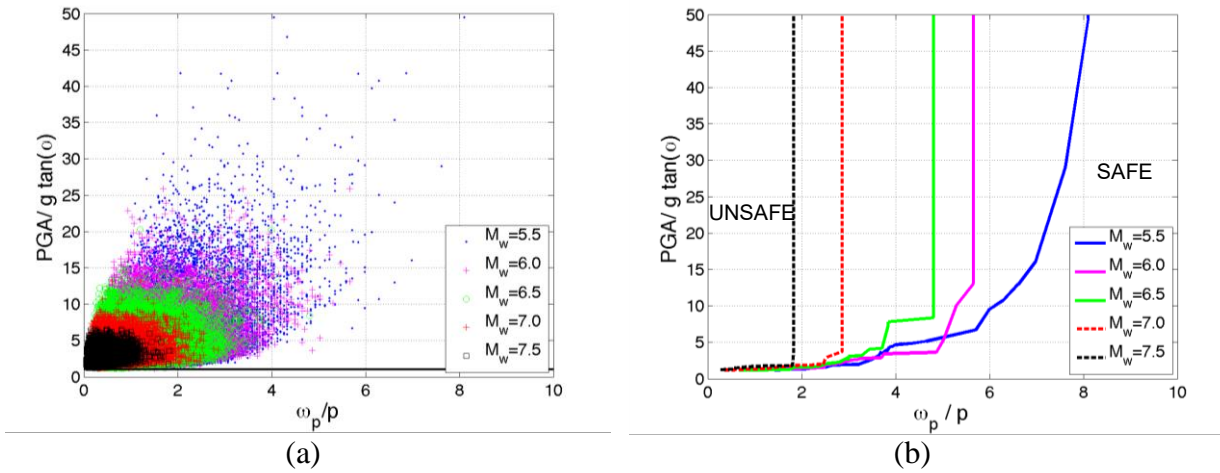 50
45
40
35
30
25
20
15
10
5
0
PGA/ g tan(α)
0 2 4 6 8 10
ω_p/p
M_w=5.5
M_w=6.0
M_w=6.5
M_w=7.0
M_w=7.5
(a)
50
45
40
35
30
25
20
15
10
5
0
PGA/ g tan(α)
UNSAFE
SAFE
M_w=5.5
M_w=6.0
M_w=6.5
M_w=7.0
M_w=7.5
0 2 4 6 8 10
ω_p / p
(b)